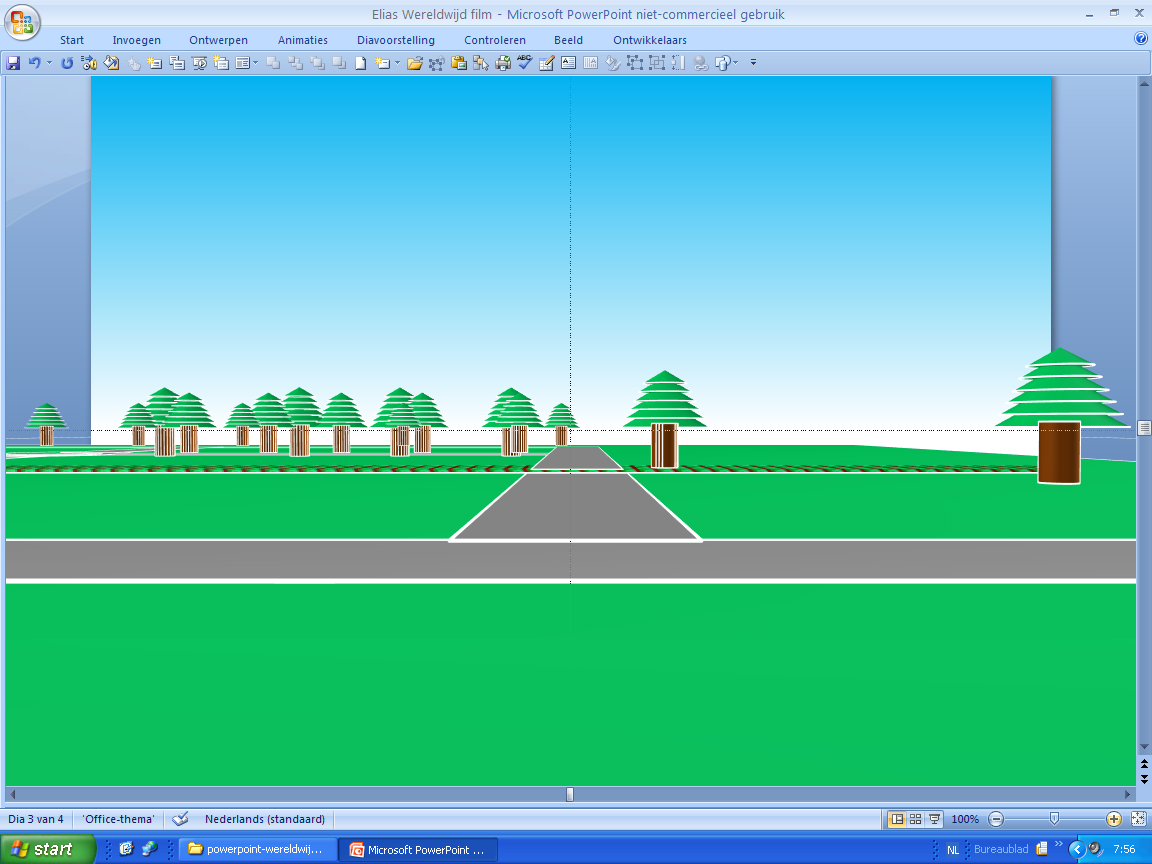 Elias Wereldwijd film - Microsoft PowerPoint niet-commercieel gebruik
Start Invoegen Ontwerpen Animaties Diavoorstelling Controleren Beeld Ontwikkelaars
ABC
Dia 3 van 4 'Office-thema' Nederlands (standaard) 100%
start powerpoint-wereldwij... Microsoft PowerPoint ... NL Bureaublad 7:56